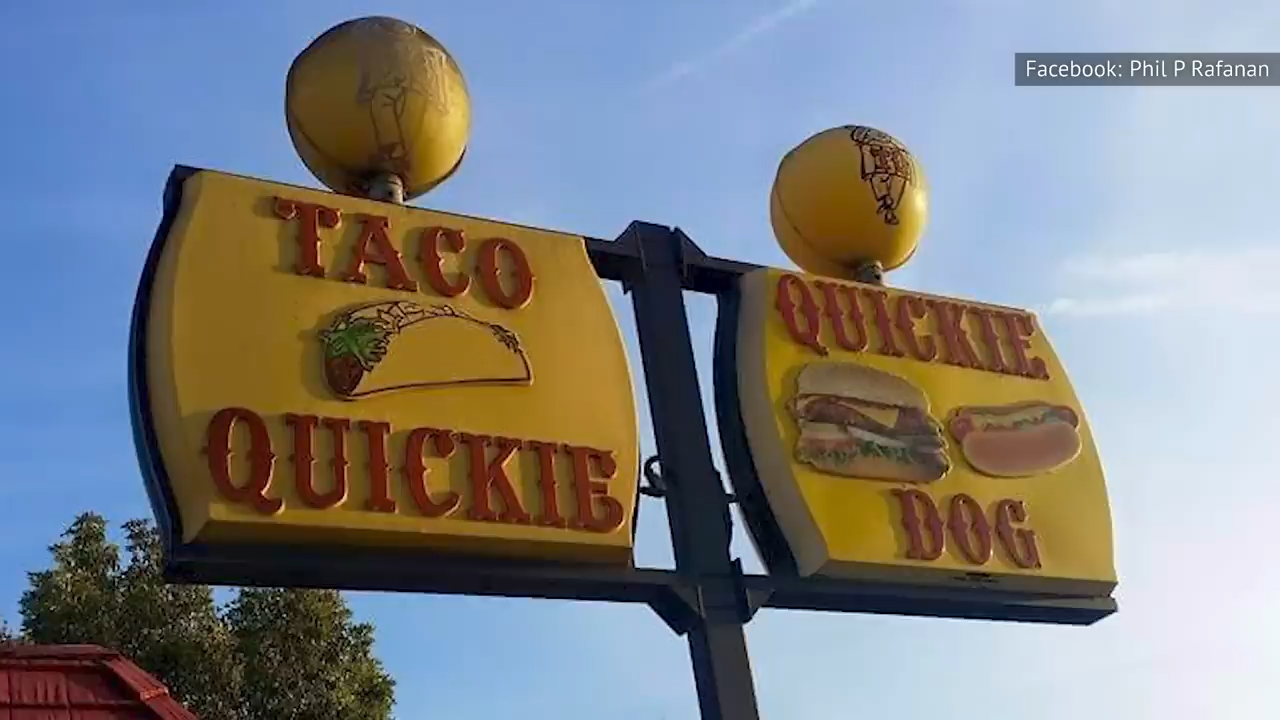 Facebook: Phil P Rafanan
TACO
QUICKIE
QUICKIE
DOG